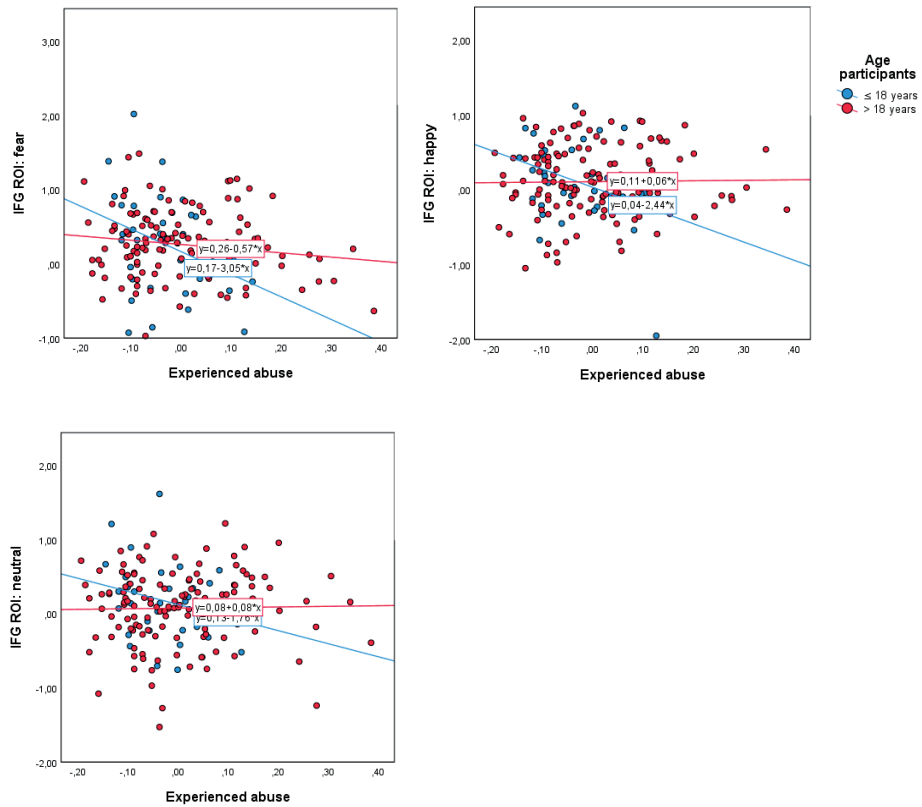 IFG ROI: fear
3,00
2,00
1,00
,00
-1,00
y=0,26-0,57*x
y=0,17-3,05*x
-,20 -,10 ,00 ,10 ,20 ,30 ,40
Experienced abuse
IFG ROI: happy
2,00
1,00
,00
-1,00
-2,00
y=0,11+0,06*x
y=0,04-2,44*x
-,20 -,10 ,00 ,10 ,20 ,30 ,40
Experienced abuse
Age
participants
≤ 18 years
> 18 years
IFG ROI: neutral
2,00
1,00
,00
-1,00
-2,00
y=0,08+0,08*x
y=0,13-1,76*x
-,20 -,10 ,00 ,10 ,20 ,30 ,40
Experienced abuse